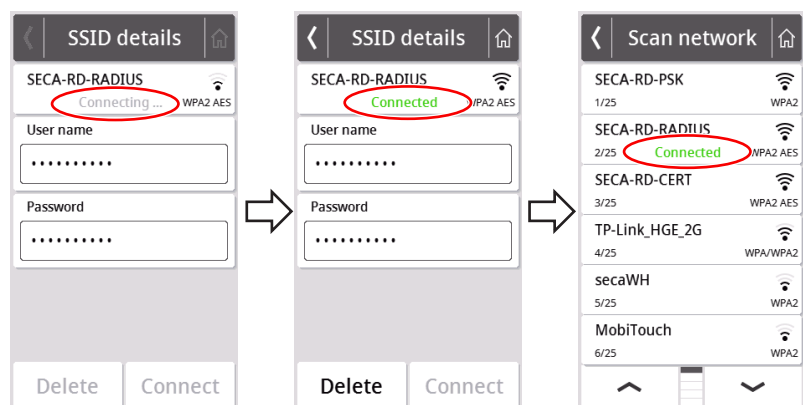 SSID details
SECA-RD-RADIUS
Connecting ... WPA2 AES
User name
Password
Delete Connect
SSID details
SECA-RD-RADIUS
Connected WPA2 AES
User name
Password
Delete Connect
Scan network
SECA-RD-PSK
1/25 WPA2
SECA-RD-RADIUS
2/25 Connected WPA2 AES
SECA-RD-CERT
3/25 WPA2 AES
TP-Link_HGE_2G
4/25 WPA/WPA2
secaWH
5/25 WPA2
MobiTouch
6/25 WPA2